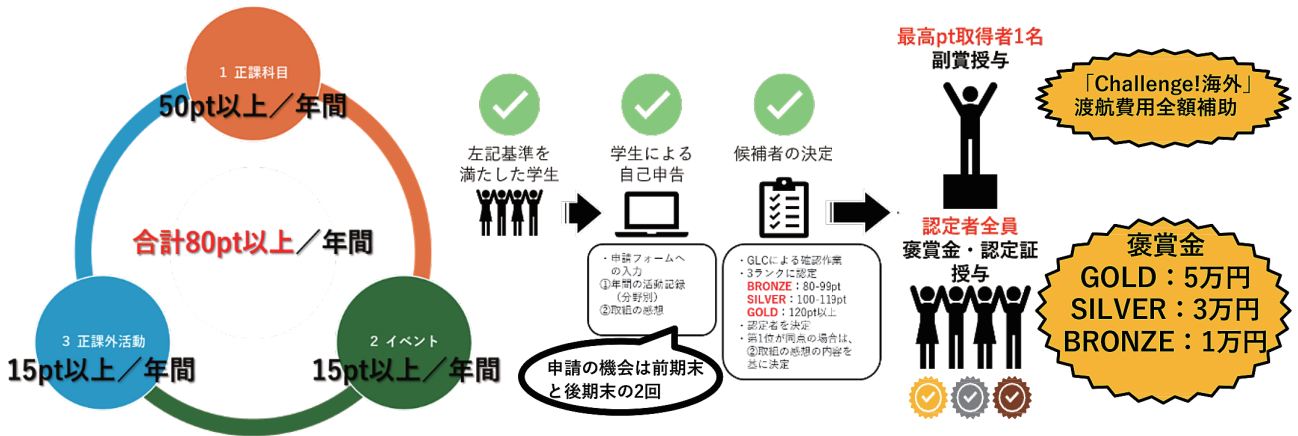 1 正課科目
50pt以上／年間
合計80pt以上／年間
3 正課外活動
15pt以上／年間
2 イベント
15pt以上／年間
左記基準を
満たした学生
学生による
自己申告
・申請フォームへ
の入力
①年間の活動記録
（分野別）
②取組の感想
申請の機会は前期末
と後期末の2回
候補者の決定
・GLCによる確認作業
・3ランクに認定
BRONZE：80-99pt
SILVER：100-119pt
GOLD：120pt以上
・認定者を決定
・第1位が同点の場合は、
②取組の感想の内容を
基に決定
最高pt取得者1名
副賞授与
「Challenge!海外」
渡航費用全額補助
認定者全員
褒賞金・認定証
授与
褒賞金
GOLD：5万円
SILVER：3万円
BRONZE：1万円